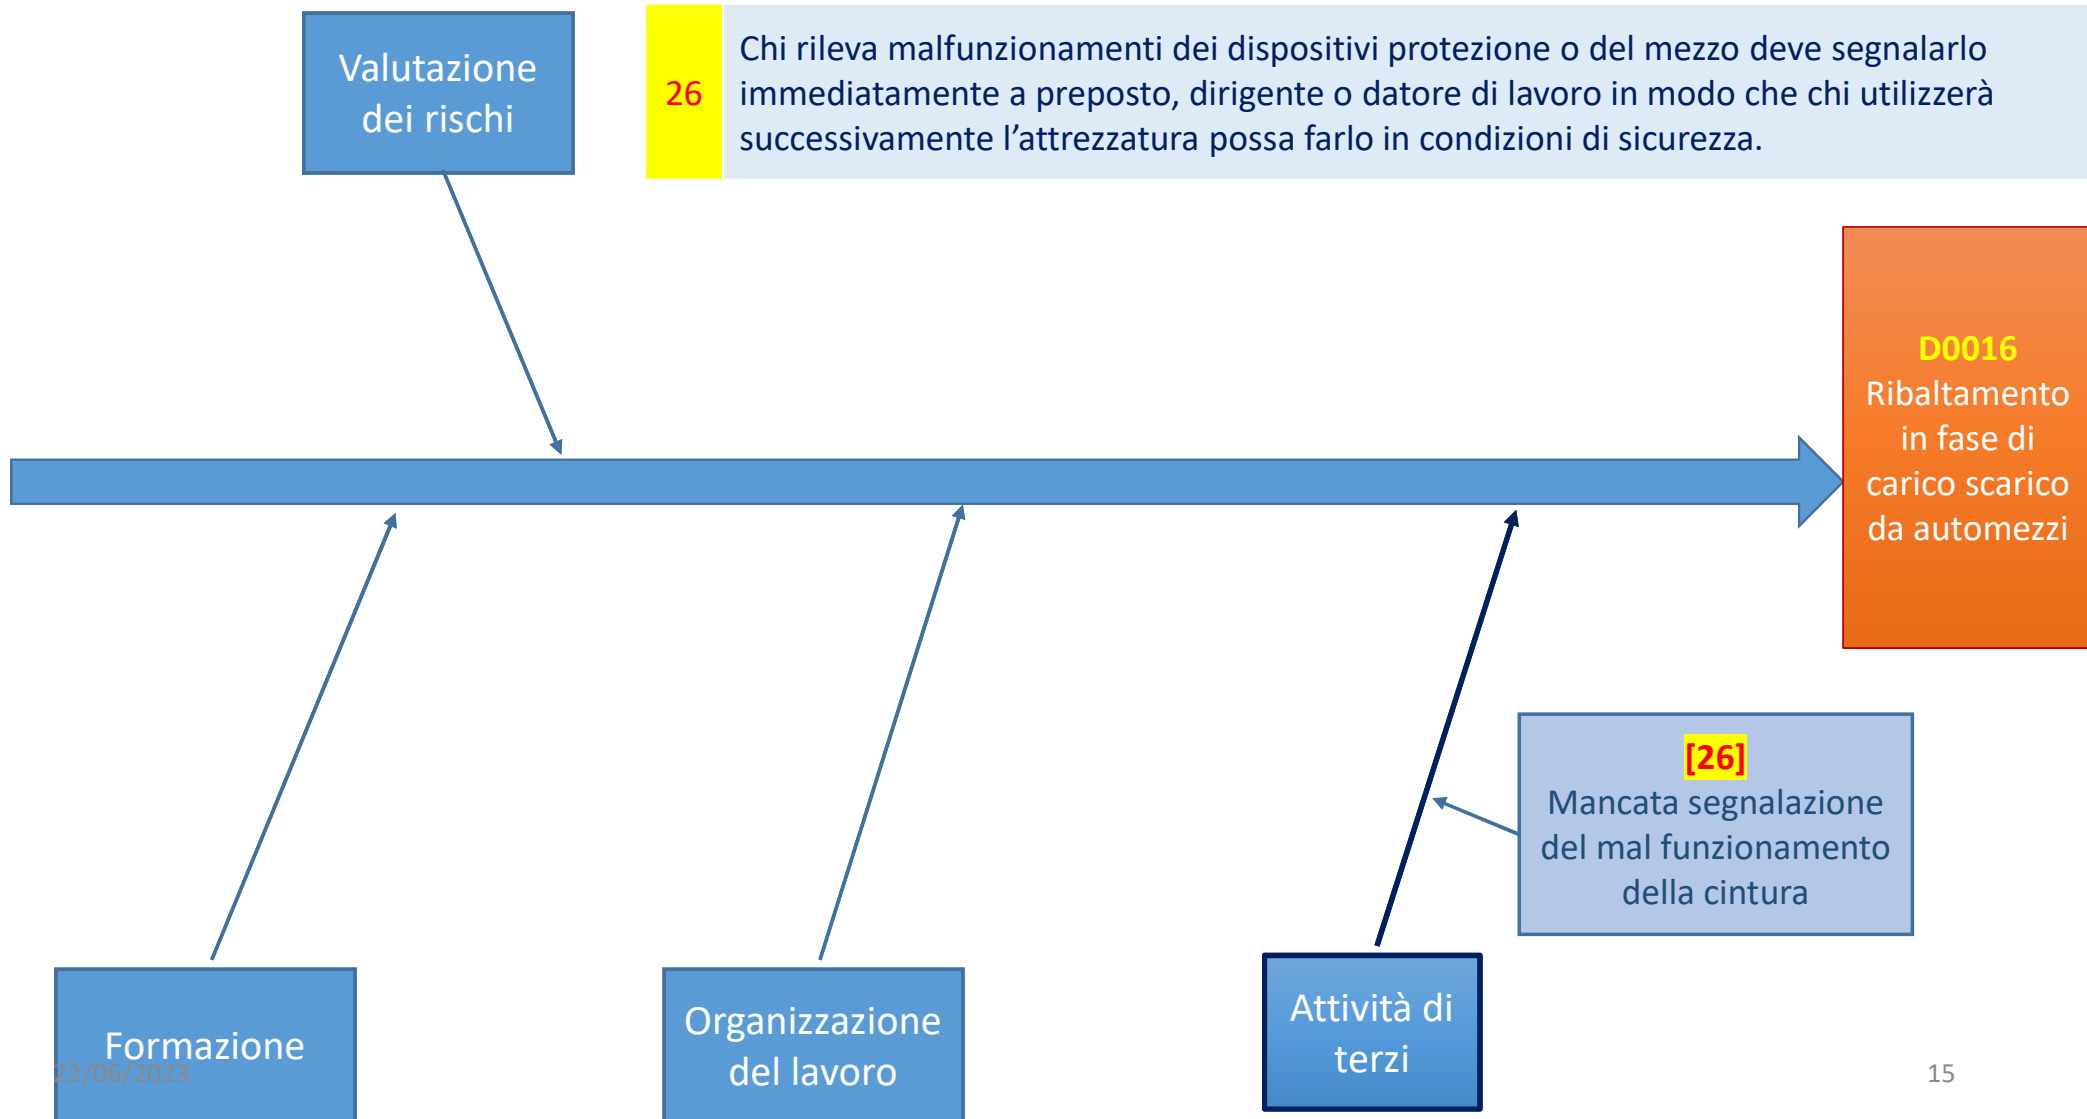 Valutazione
dei rischi
26
Chi rileva malfunzionamenti dei dispositivi protezione o del mezzo deve segnalarlo
immediatamente a preposto, dirigente o datore di lavoro in modo che chi utilizzerà
successivamente l’attrezzatura possa farlo in condizioni di sicurezza.
D0016
Ribaltamento
in fase di
carico scarico
da automezzi
[26]
Mancata segnalazione
del mal funzionamento
della cintura
Formazione
Organizzazione
del lavoro
Attività di
terzi
22/06/2023
15